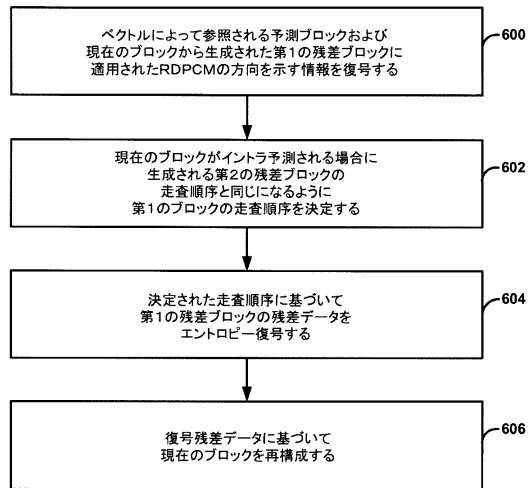 ベクトルによって参照される予測ブロックおよび
現在のブロックから生成された第1の残差ブロックに
適用されたRDPCMの方向を示す情報を復号する
600
現在のブロックがイントラ予測される場合に
生成される第2の残差ブロックの
走査順序と同じになるように
第1のブロックの走査順序を決定する
602
決定された走査順序に基づいて
第1の残差ブロックの残差データを
エントロピー復号する
604
復号残差データに基づいて
現在のブロックを再構成する
606